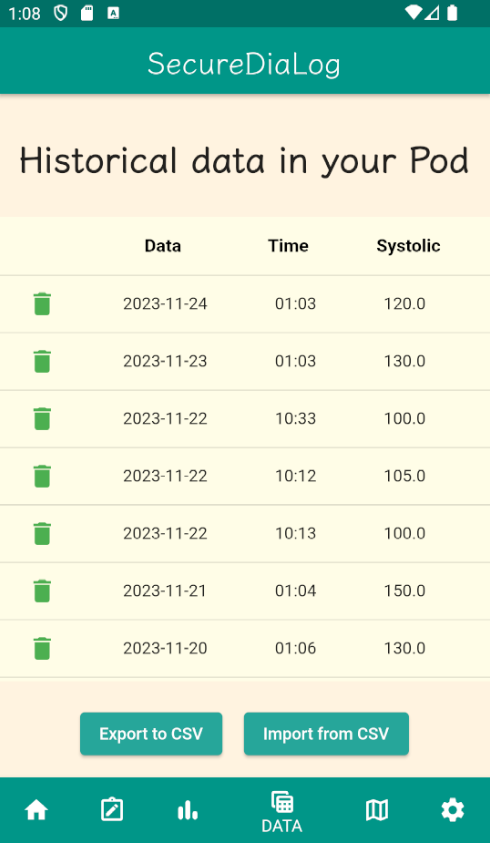 1:08 A
SecureDiaLog
Historical data in your Pod
Data Time Systolic
2023-11-24 01:03 120.0
2023-11-23 01:03 130.0
2023-11-22 10:33 100.0
2023-11-22 10:12 105.0
2023-11-22 10:13 100.0
2023-11-21 01:04 150.0
2023-11-20 01:06 130.0
Export to CSV Import from CSV
DATA